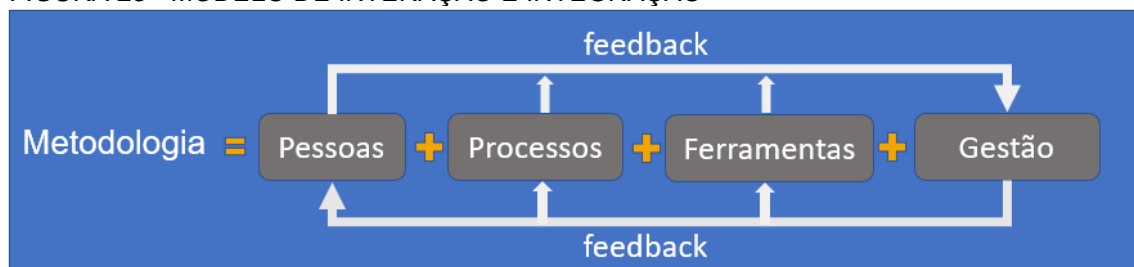 feedback
Metodologia = Pessoas + Processos + Ferramentas + Gestão
feedback